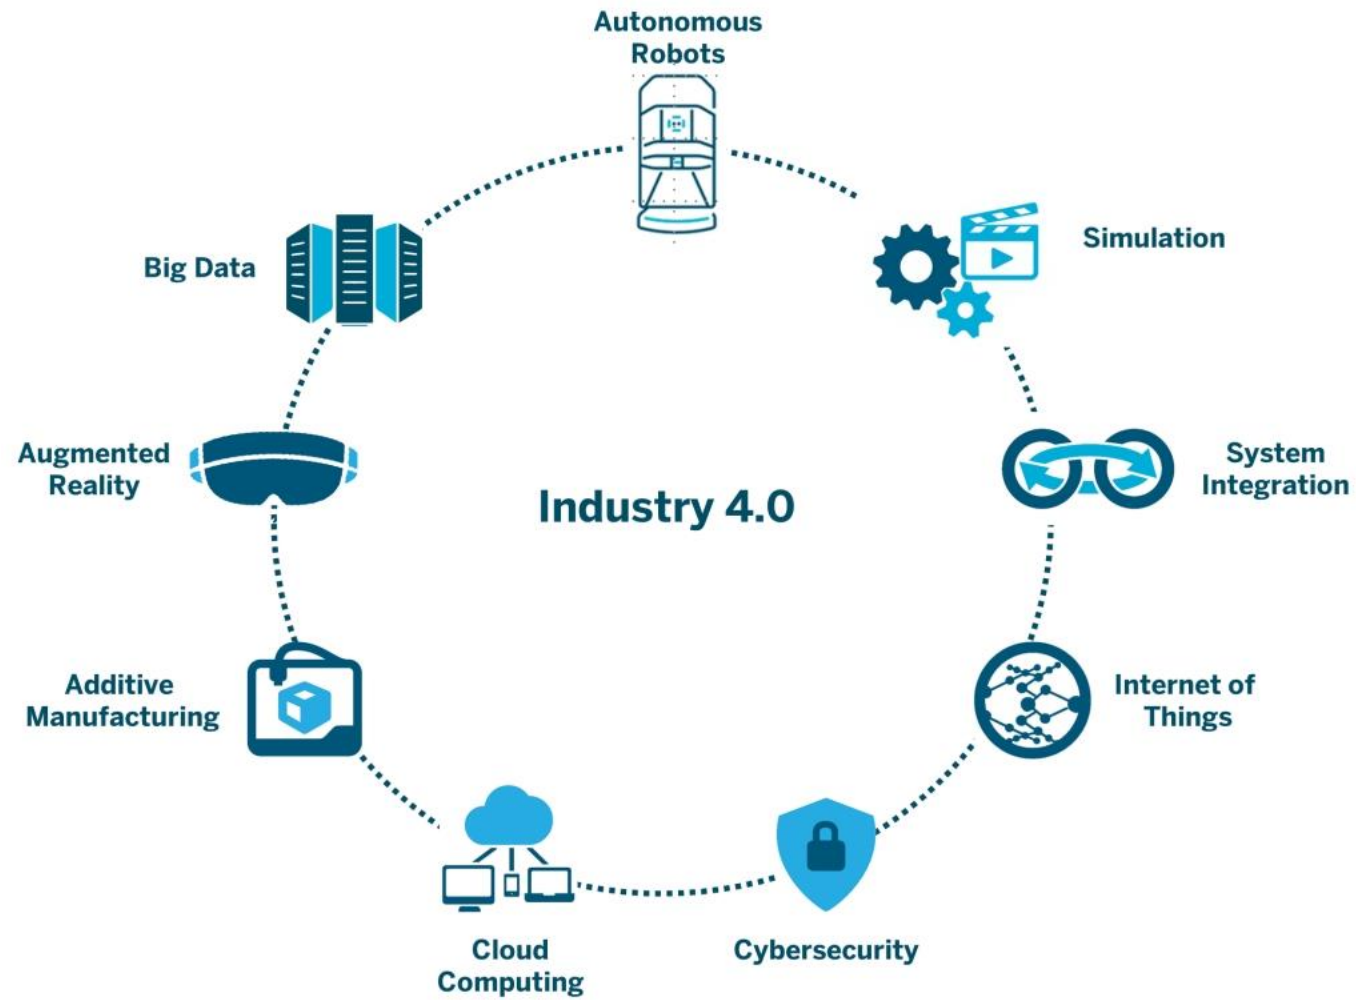 Autonomous
Robots
Simulation
Big Data
Augmented
Reality
System
Integration
Industry 4.0
Additive
Manufacturing
Internet of
Things
Cloud
Computing
Cybersecurity